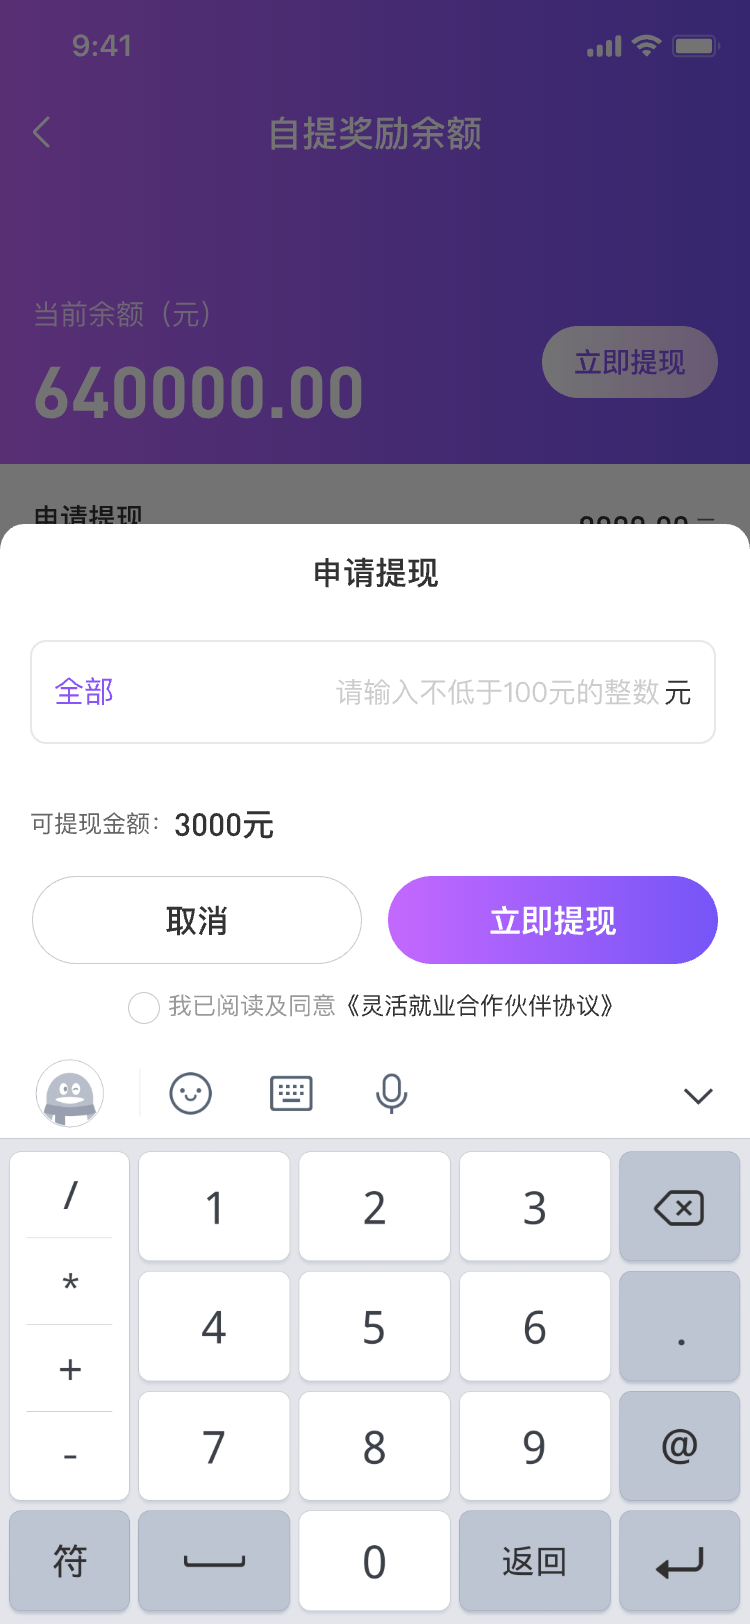 9:41
自提奖励余额
当前余额（元）
640000.00
立即提现
申请提现
申请提现
全部
请输入不低于100元的整数 元
可提现金额： 3000元
取消
立即提现
我已阅读及同意《灵活就业合作伙伴协议》
/
1
2
3
*
4
5
6
.
+
7
8
9
@
-
符
0
返回